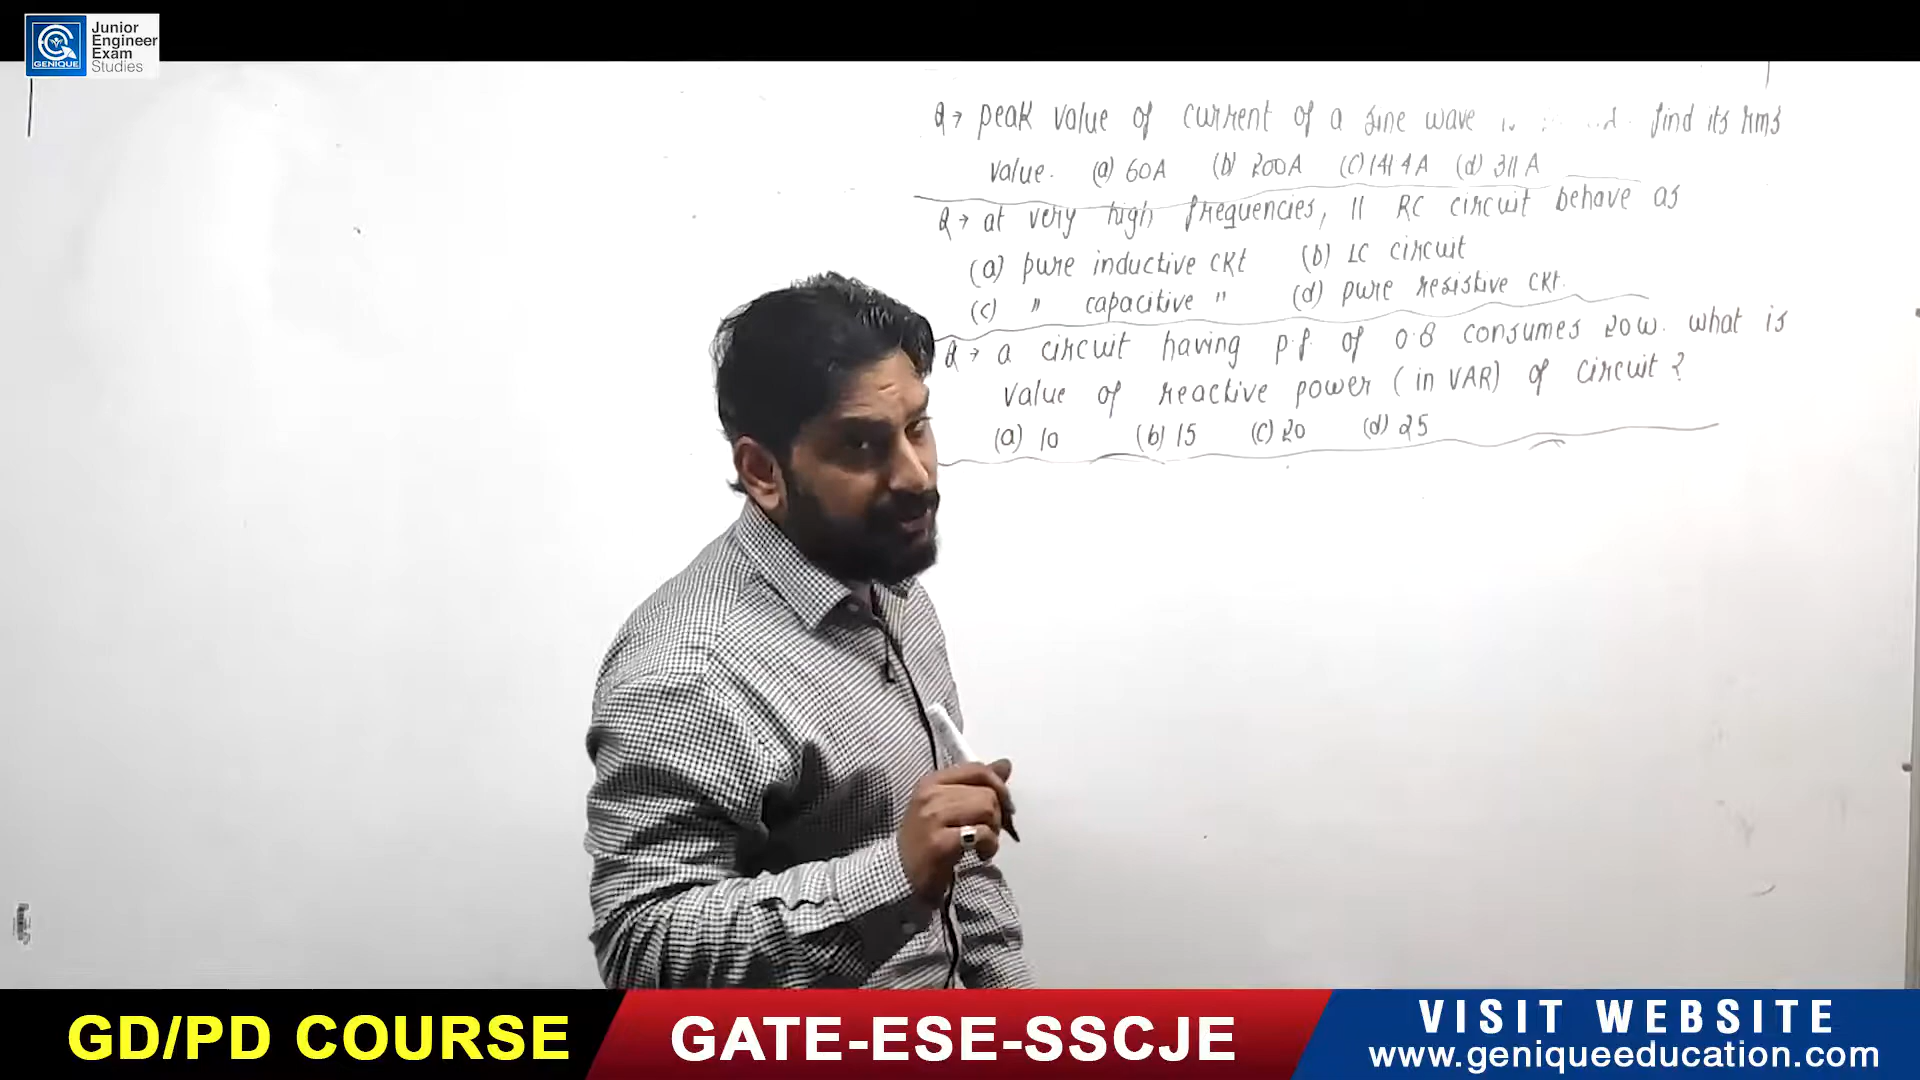 GENIQUE
Junior
Engineer
Exam
Studies
Q → peak value of current of a sine wave find its rms
value. (a) 60A (b) 200A (c) 141.4A (d) 311 A
Q → at very high frequencies, || RC circuit behave as
(a) pure inductive ckt (b) LC circuit
(c) " capacitive " (d) pure resistive ckt.
Q → a circuit having p.f. of 0.8 consumes 20W. what is
value of reactive power (in VAR) of circuit?
(a) 10 (b) 15 (c) 20 (d) 25
GD/PD COURSE
GATE-ESE-SSCJE
VISIT WEBSITE
www.geniqueeducation.com